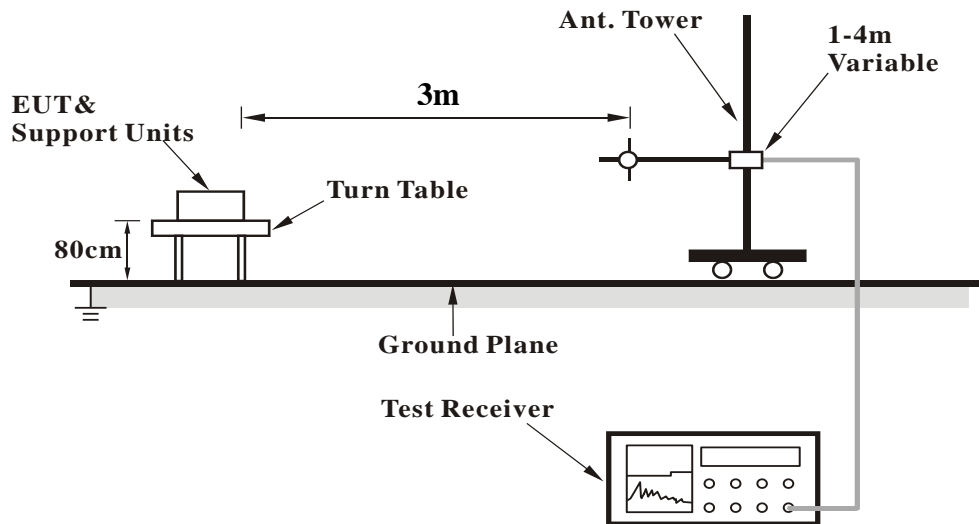 Ant. Tower
1-4m
Variable
3m
EUT&
Support Units
Turn Table
80cm
Ground Plane
Test Receiver